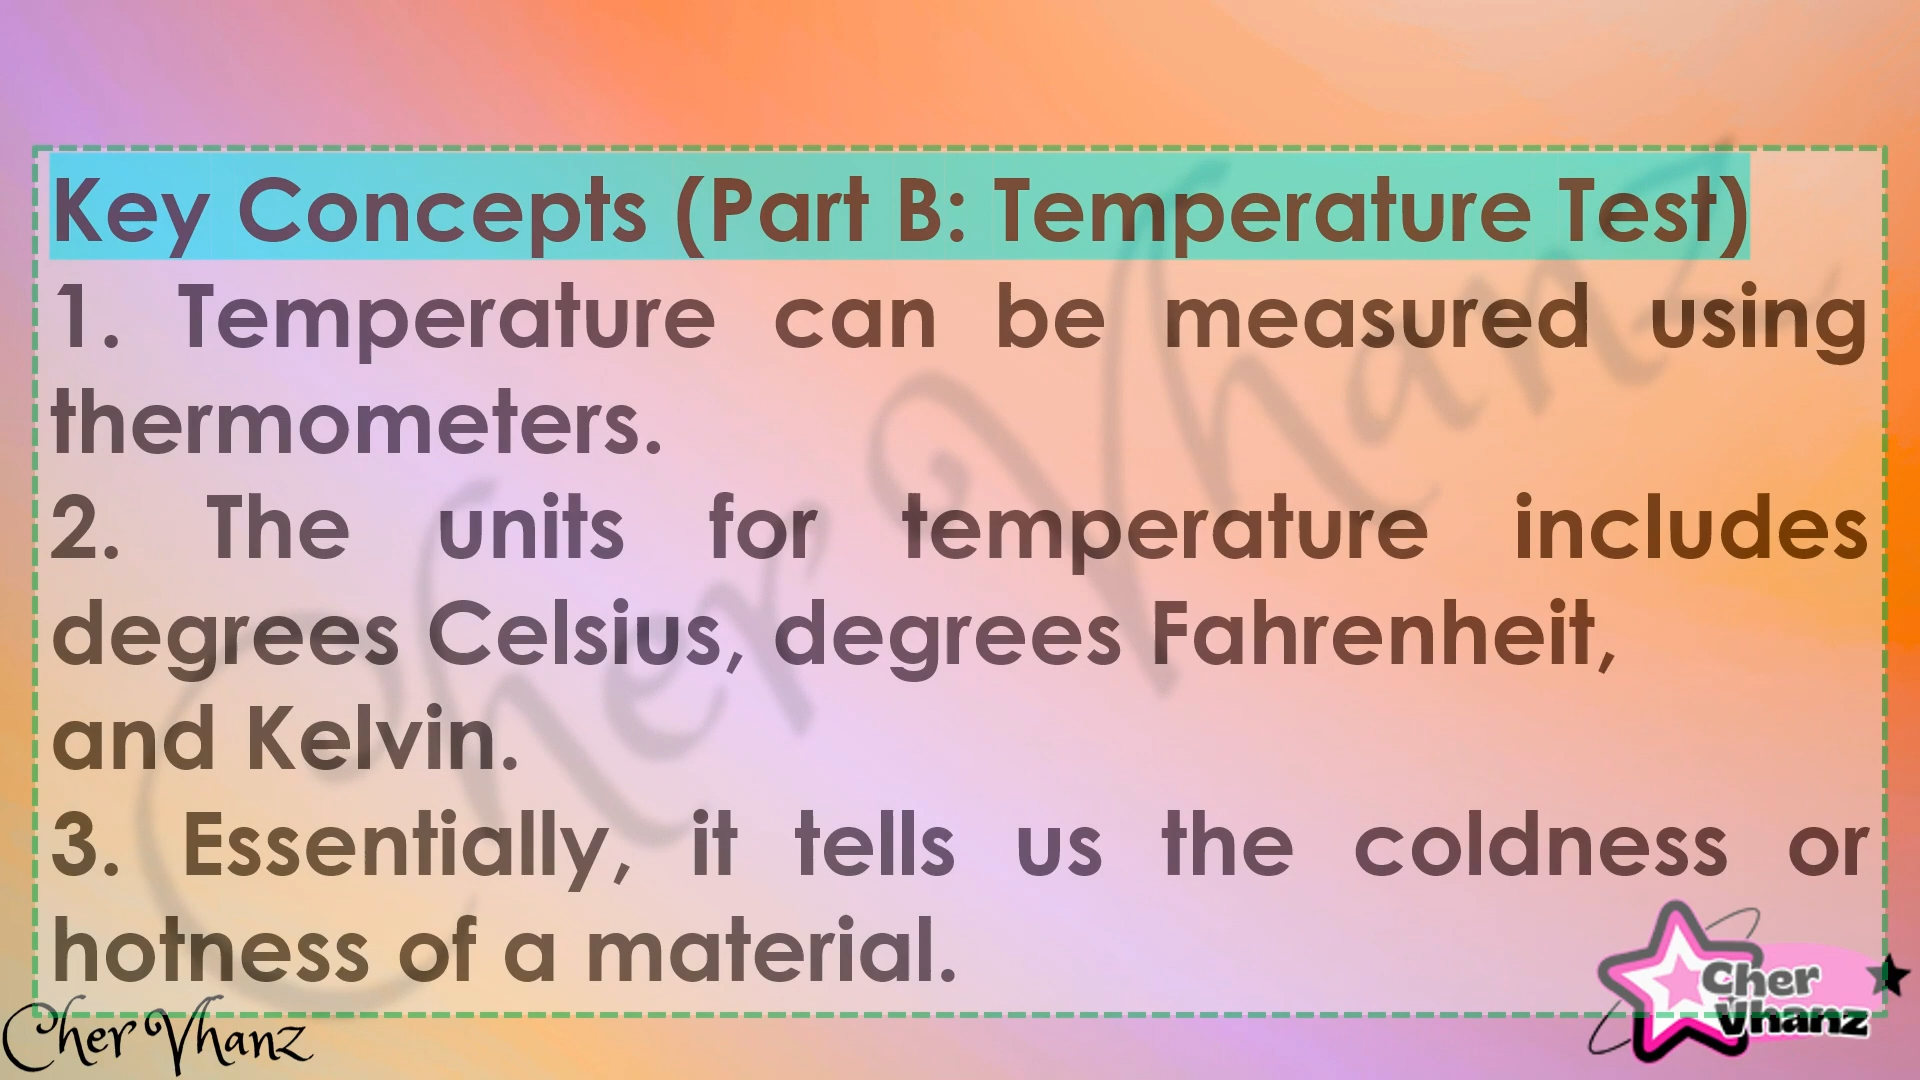 Key Concepts (Part B: Temperature Test)
1. Temperature can be measured using
thermometers.
2. The units for temperature includes
degrees Celsius, degrees Fahrenheit,
and Kelvin.
3. Essentially, it tells us the coldness or
hotness of a material.
Cher Vhanz
Cher Vhanz
Cher
Vhanz